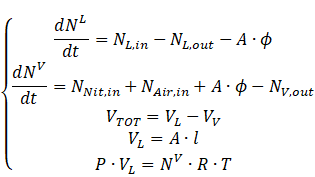 dN^L/dt = N_{L,in} − N_{L,out} − A · ϕ
dN^V/dt = N_{Nit,in} + N_{Air,in} + A · ϕ − N_{V,out}
V_{TOT} = V_L − V_V
V_L = A · l
P · V_L = N^V · R · T